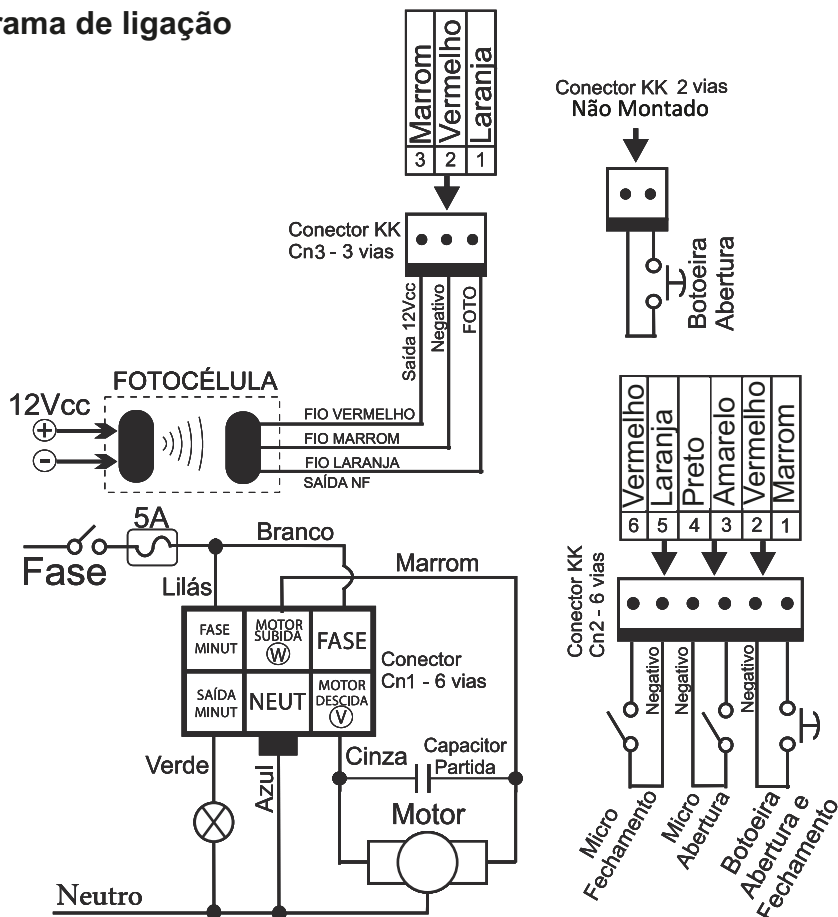 rama de ligação
Marrom
Vermelho
Laranja
3 2 1
Conector KK
Cn3 - 3 vias
Saída 12Vcc
Negativo
FOTO
Conector KK 2 vias
Não Montado
Botoeira
Abertura
FOTOCÉLULA
12Vcc
+
-
FIO VERMELHO
FIO MARROM
FIO LARANJA
SAÍDA NF
Vermelho
Laranja
Preto
Amarelo
Vermelho
Marrom
6 5 4 3 2 1
Conector KK
Cn2 - 6 vias
Negativo
Negativo
Negativo
Micro
Fechamento
Micro
Abertura
Botoeira
Abertura e
Fechamento
5A
Fase
Branco
Lilás
Marrom
FASE
MINUT
MOTOR
SUBIDA
W
FASE
SAÍDA
MINUT
NEUT
MOTOR
DESCIDA
V
Conector
Cn1 - 6 vias
Verde
Azul
Cinza
Capacitor
Partida
Motor
Neutro